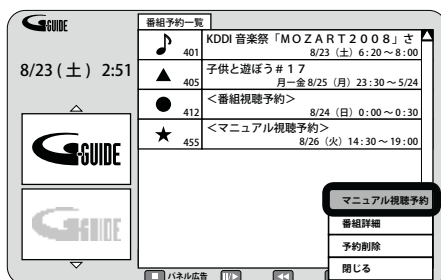 GGUIDE
番組予約一覧
8/23 (土) 2:51
401
KDDI 音楽祭「MOZART2008」さ
8/23 (土) 6:20～8:00
405
子供と遊ぼう#17
月ー金 8/25 (月) 23:30～5/24
412
<番組視聴予約>
8/24 (日) 0:00～0:30
455
<マニュアル視聴予約>
8/26 (火) 14:30～19:00
G-GUIDE
G-GUIDE
マニュアル視聴予約
番組詳細
予約削除
閉じる
パネル広告